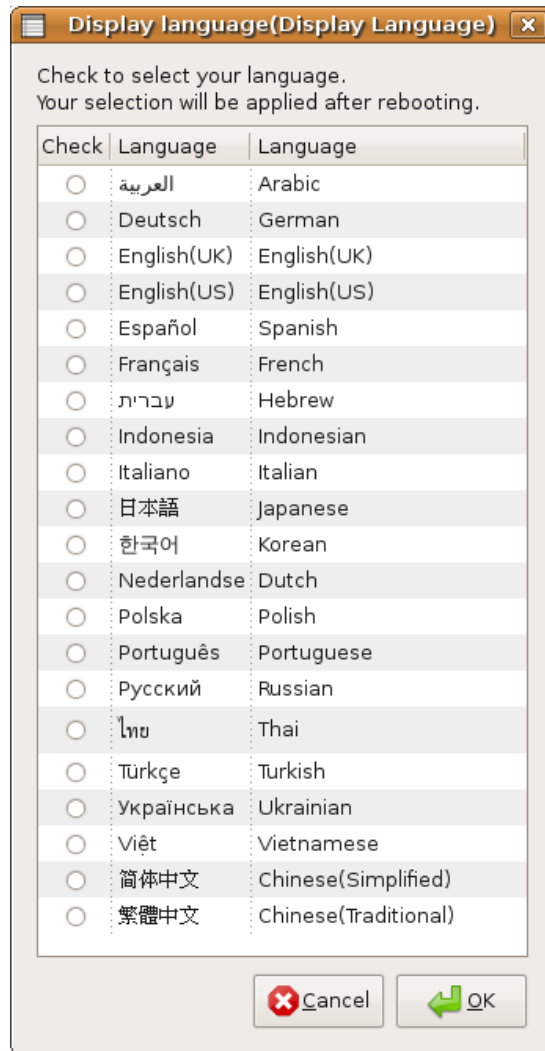 Display language(Display Language)
Check to select your language.
Your selection will be applied after rebooting.
Check Language Language
العربية Arabic
Deutsch German
English(UK) English(UK)
English(US) English(US)
Español Spanish
Français French
עברית Hebrew
Indonesia Indonesian
Italiano Italian
日本語 Japanese
한국어 Korean
Nederlandse Dutch
Polska Polish
Português Portuguese
Русский Russian
ไทย Thai
Türkçe Turkish
Українська Ukrainian
Việt Vietnamese
简体中文 Chinese(Simplified)
繁體中文 Chinese(Traditional)
Cancel OK